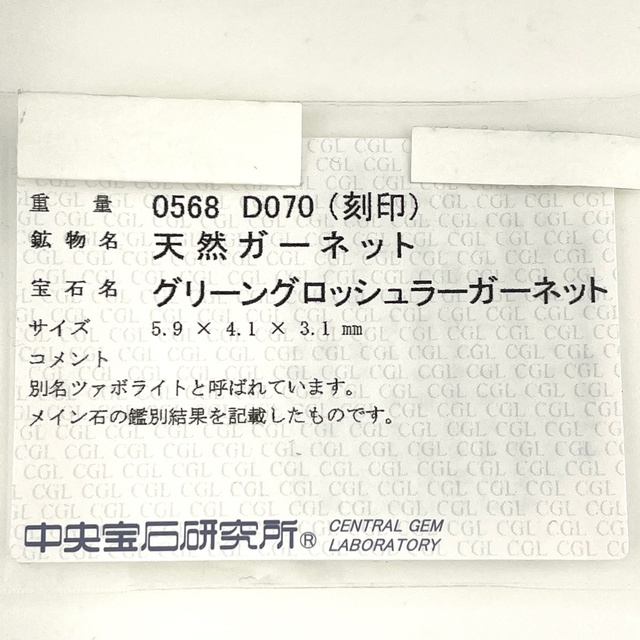 重量 0568 D070 (刻印)
鉱物名 天然ガーネット
宝石名 グリーングロッシュラーガーネット
サイズ 5.9 × 4.1 × 3.1 mm
コメント
別名ツァボライトと呼ばれています。
メイン石の鑑別結果を記載したものです。
中央宝石研究所® CENTRAL GEM
LABORATORY